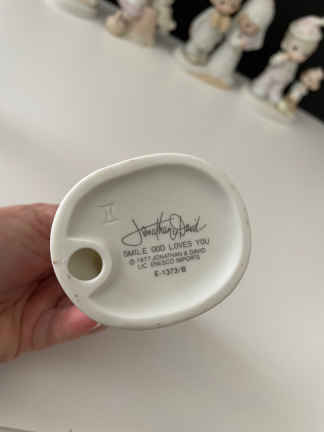 Jonathan & David
SMILE GOD LOVES YOU
© 1977 JONATHAN & DAVID
LIC. ENESCO IMPORTS
E-1373/B